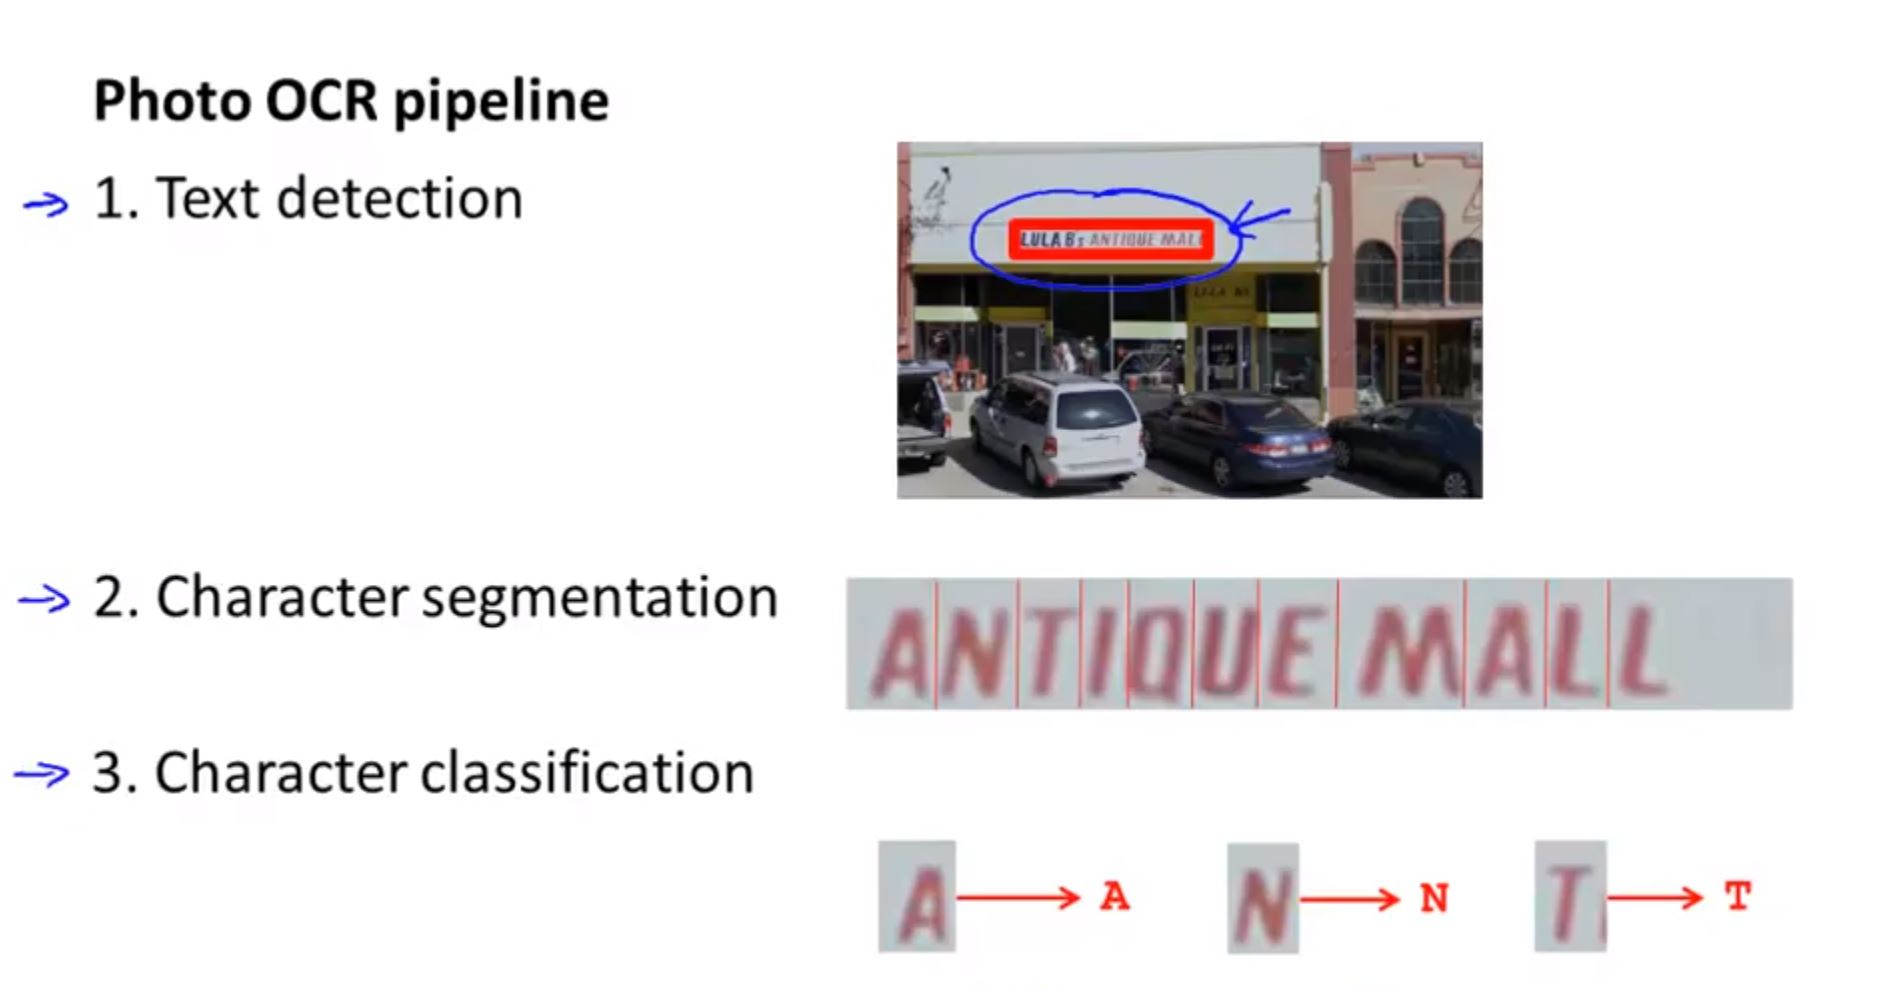 Photo OCR pipeline
1. Text detection
LULA B's ANTIQUE MALL
2. Character segmentation
ANTIQUE MALL
3. Character classification
A → A N → N T → T